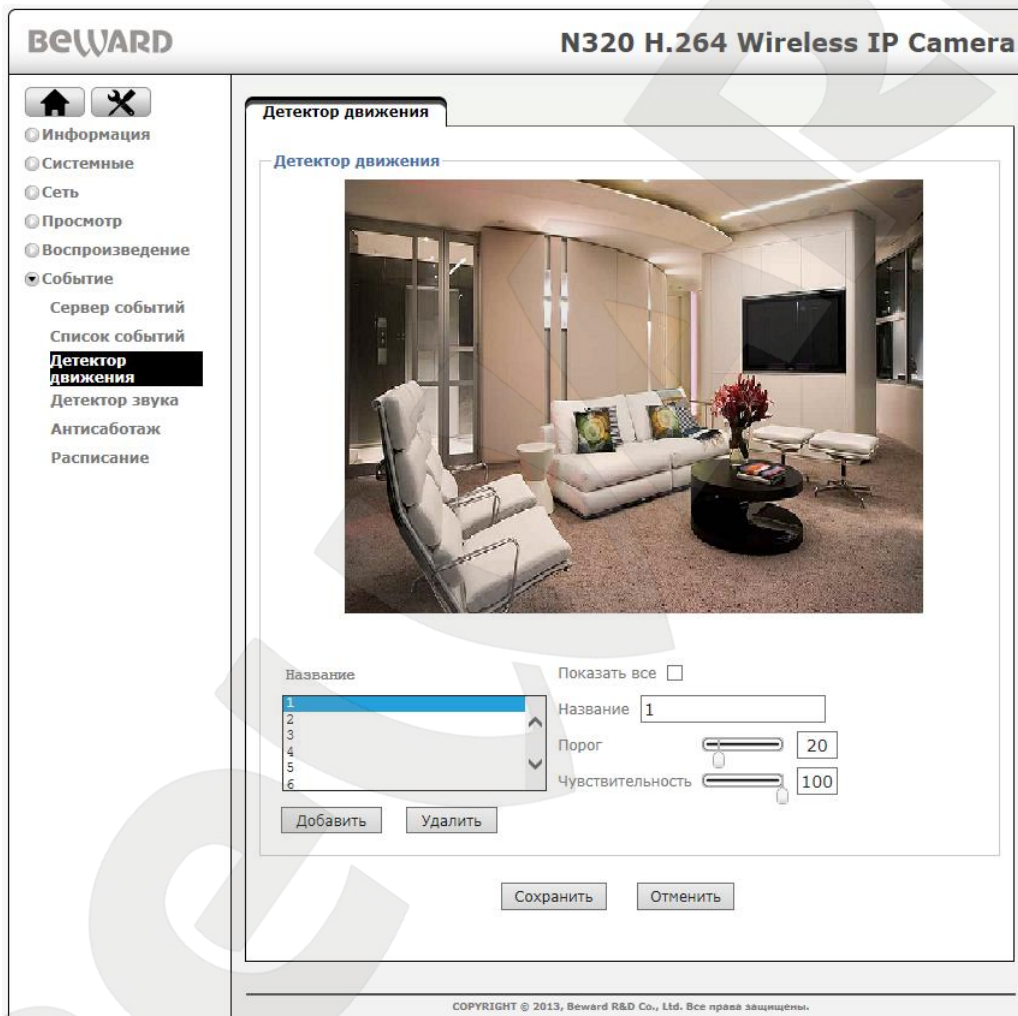 BEWARD
N320 H.264 Wireless IP Camera
Информация
Системные
Сеть
Просмотр
Воспроизведение
Событие
Сервер событий
Список событий
Детектор
движения
Детектор звука
Антисаботаж
Расписание
Детектор движения
Детектор движения
Название
1
2
3
4
5
6
Добавить
Удалить
Показать все
Название 1
Порог 20
Чувствительность 100
Сохранить
Отменить
COPYRIGHT © 2013, Beward R&D Co., Ltd. Все права защищены.